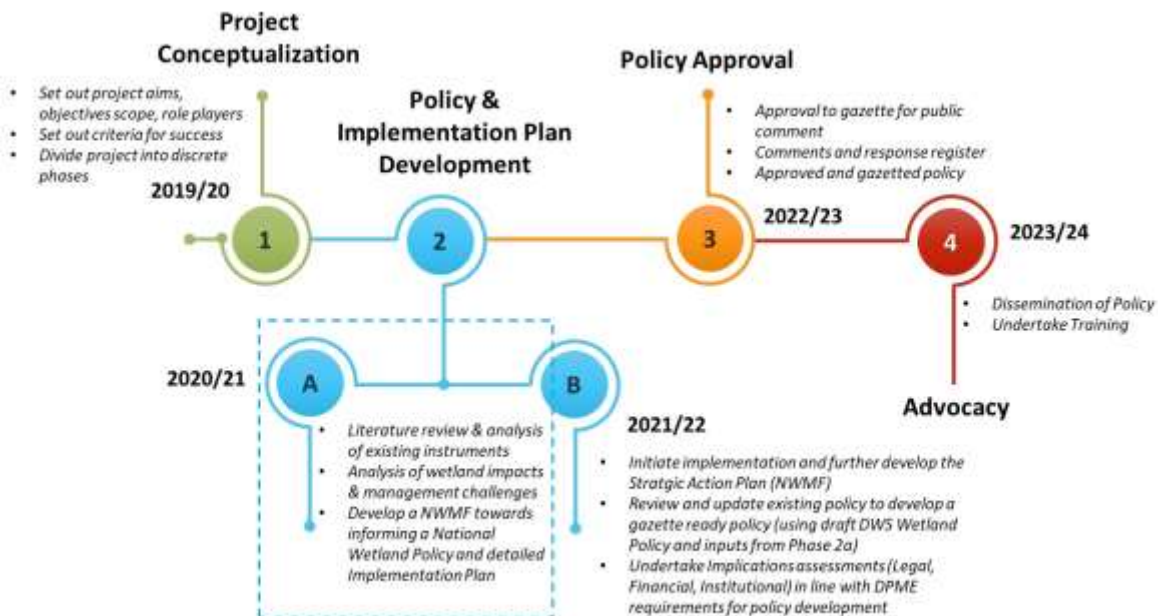 Project
Conceptualization
• Set out project aims,
objectives scope, role players
• Set out criteria for success
• Divide project into discrete
phases
2019/20
1
Policy &
Implementation Plan
Development
2
Policy Approval
• Approval to gazette for public
comment
• Comments and response register
• Approved and gazetted policy
3
2022/23
4
2023/24
• Dissemination of Policy
• Undertake Training
Advocacy
2020/21
A
• Literature review & analysis
of existing instruments
• Analysis of wetland impacts
& management challenges
• Develop a NWMF towards
informing a National
Wetland Policy and detailed
Implementation Plan
B
2021/22
• Initiate implementation and further develop the
Stratgic Action Plan (NWMF)
• Review and update existing policy to develop a
gazette ready policy (using draft DWS Wetland
Policy and inputs from Phase 2a)
• Undertake Implications assessments (Legal,
Financial, Institutional) in line with DPME
requirements for policy development